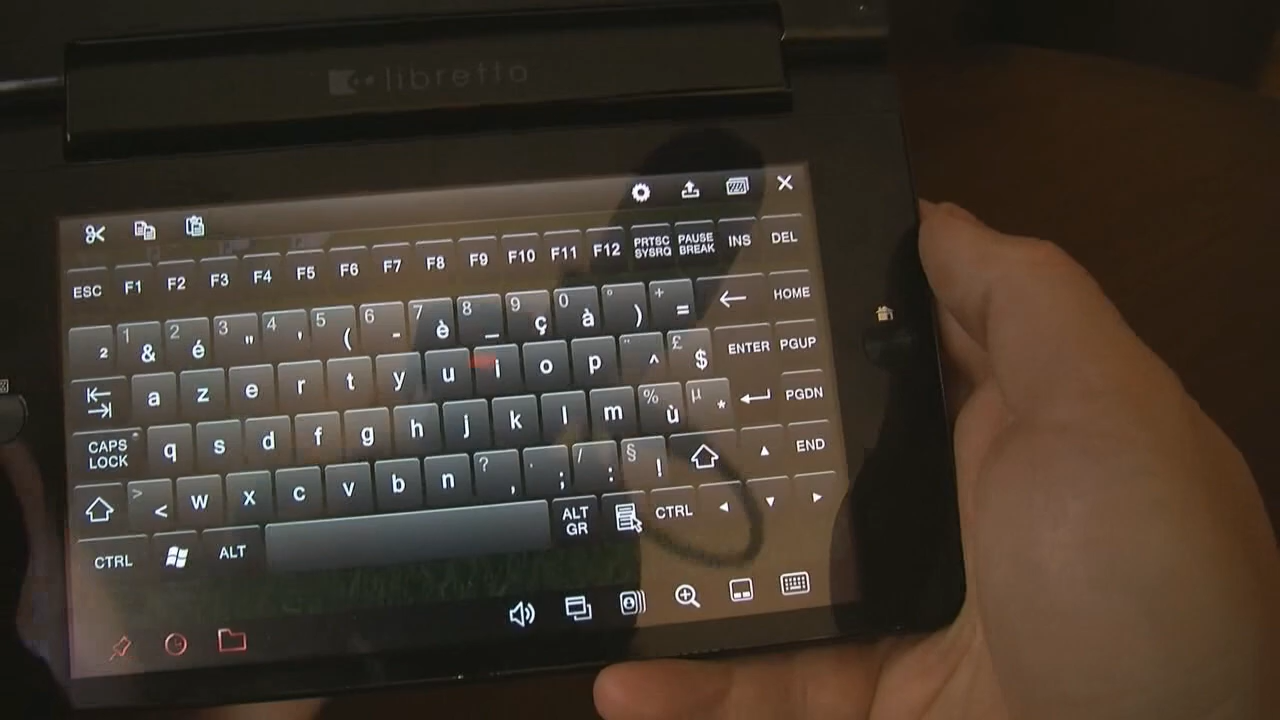 libretto
ESC F1 F2 F3 F4 F5 F6 F7 F8 F9 F10 F11 F12 PRTSC SYSRQ PAUSE BREAK INS DEL
² 1 & 2 é 3 " 4 ' 5 ( 6 - 7 è 8 _ 9 ç 0 à ° ) + = ← HOME
a z e r t y u i o p ¨ ^ £ $ ENTER PGUP
CAPS LOCK q s d f g h j k l m % ù µ * PGDN
> < w x c v b n ? , . ; / : § ! END
CTRL ALT ALT GR CTRL